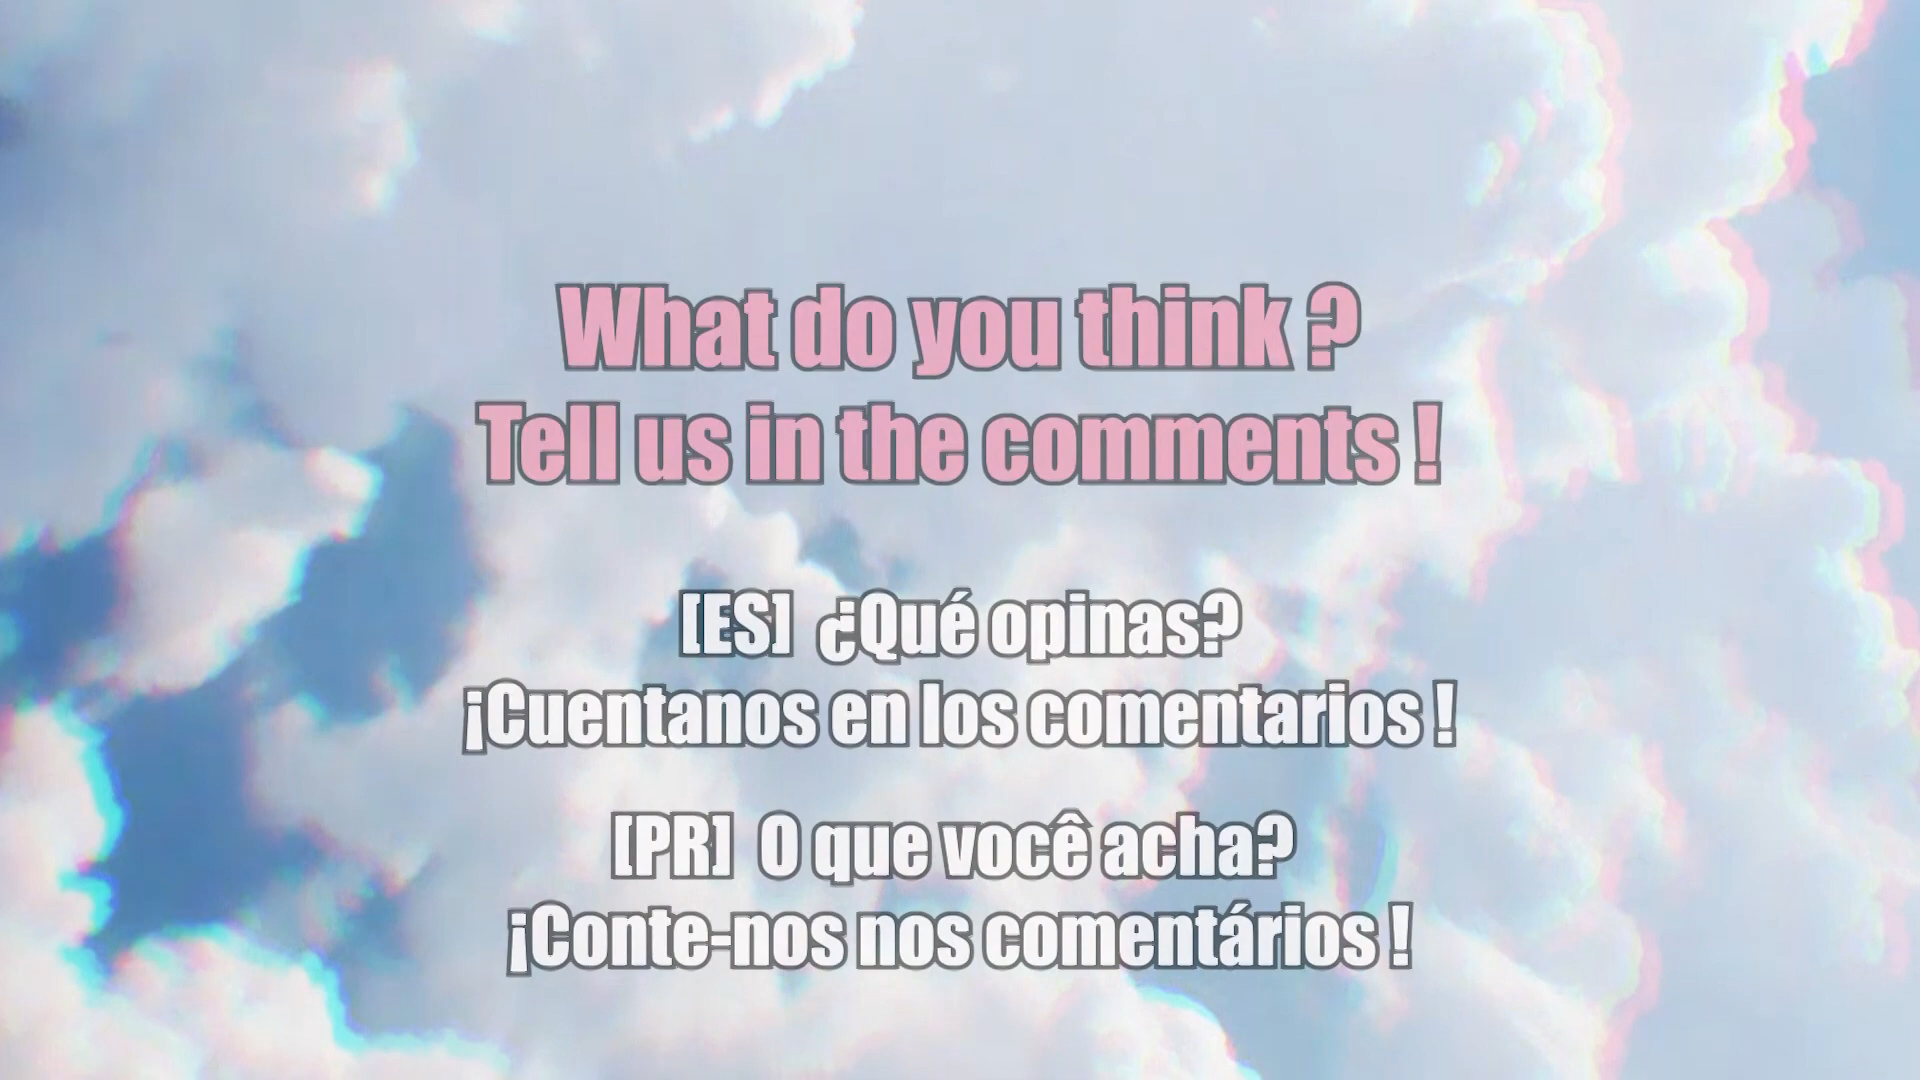 What do you think ?
Tell us in the comments !
[ES] ¿Qué opinas?
¡Cuentanos en los comentarios !
[PR] O que você acha?
¡Conte-nos nos comentários !